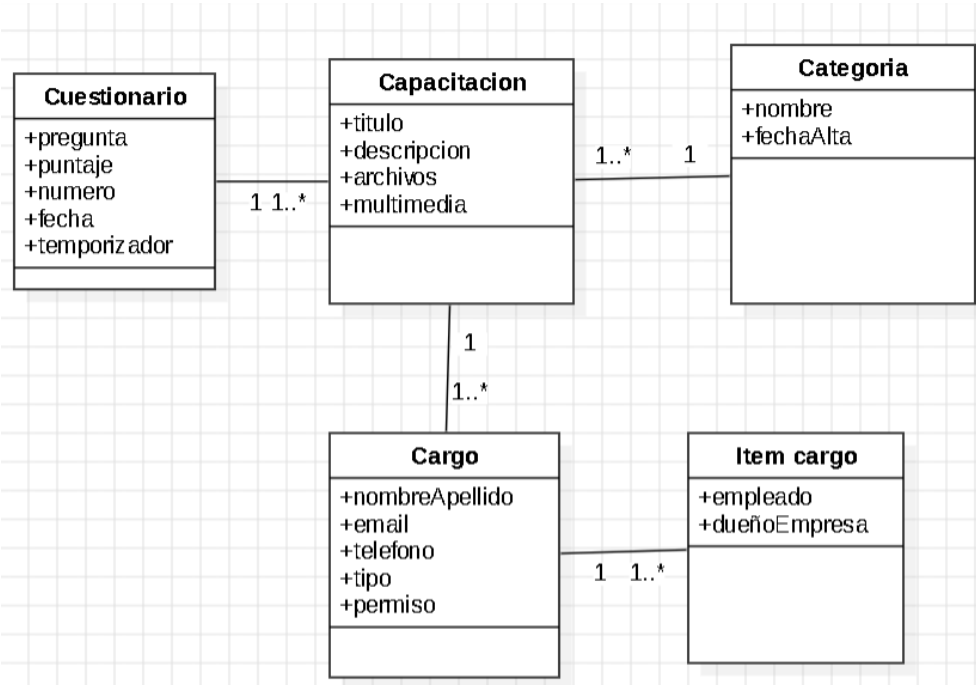 Cuestionario
+pregunta
+puntaje
+numero
+fecha
+temporizador
1 1..*
Capacitacion
+titulo
+descripcion
+archivos
+multimedia
1..* 1
Categoria
+nombre
+fechaAlta
1
1..*
Cargo
+nombreApellido
+email
+telefono
+tipo
+permiso
1 1..*
Item cargo
+empleado
+dueñoEmpresa